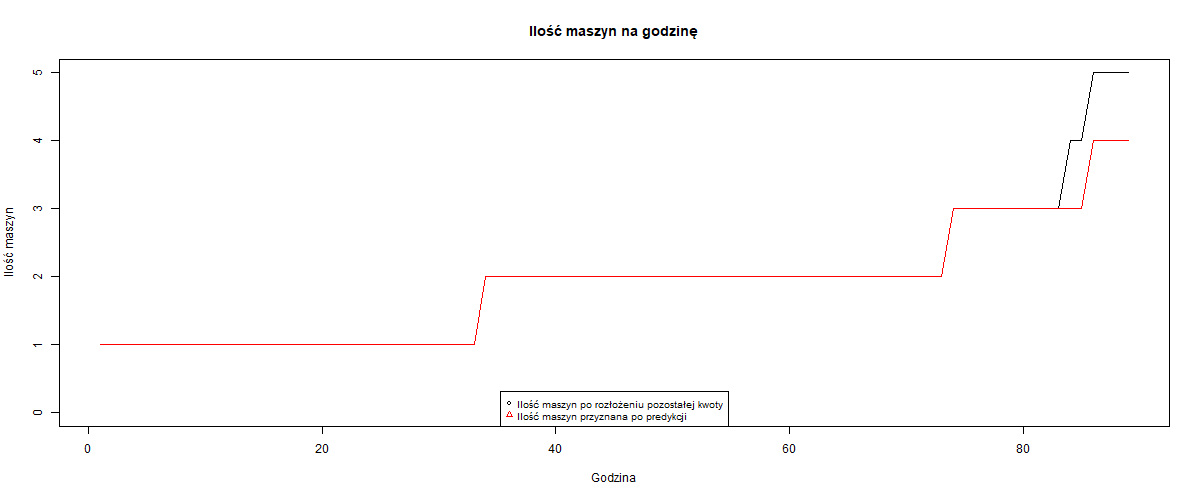 Ilość maszyn na godzinę
5
4
3
2
1
0
Ilość maszyn
Ilość maszyn po rozłożeniu pozostałej kwoty
Ilość maszyn przyznana po predykcji
0 20 40 60 80
Godzina